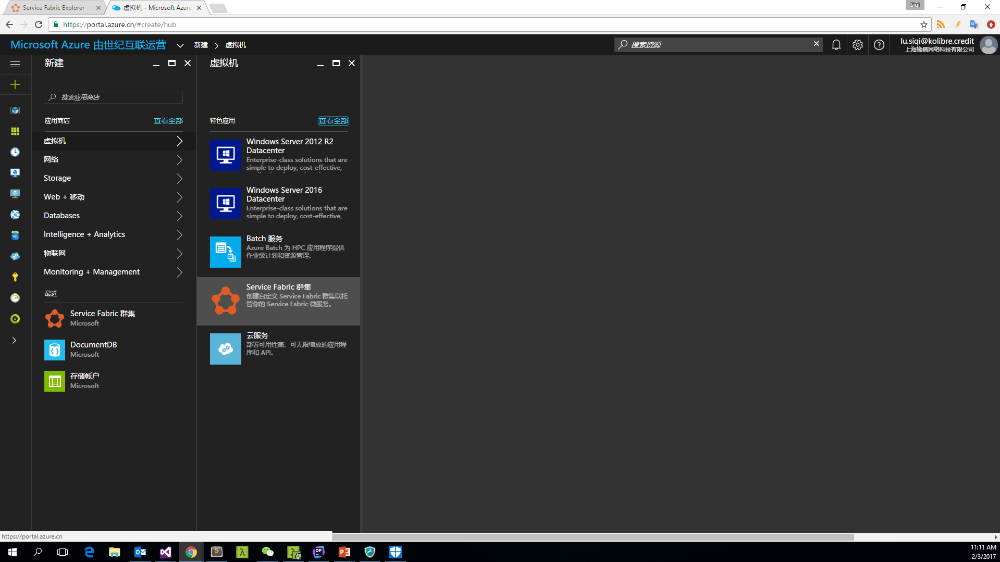 Service Fabric Explorer
虚拟机 - Microsoft Azure
Siqi
https://portal.azure.cn/#create/hub
Microsoft Azure 由世纪互联运营
新建
虚拟机
搜索资源
lu.siqi@kolibre.credit
上海橡楠网络科技有限公司
新建
搜索应用商店
应用商店
查看全部
虚拟机
网络
Storage
Web + 移动
Databases
Intelligence + Analytics
物联网
Monitoring + Management
最近
Service Fabric 群集
Microsoft
DocumentDB
Microsoft
存储帐户
Microsoft
虚拟机
特色应用
查看全部
Windows Server 2012 R2
Datacenter
Enterprise-class solutions that are
simple to deploy, cost-effective,
Windows Server 2016
Datacenter
Enterprise-class solutions that are
simple to deploy, cost-effective,
Batch 服务
Azure Batch 为 HPC 应用程序提供
作业级计划和资源管理。
Service Fabric 群集
创建自定义 Service Fabric 群集以托
管你的 Service Fabric 微服务。
云服务
部署可用性高、可无限缩放的应用程
序和 API。
https://portal.azure.cn
11:11 AM
2/3/2017